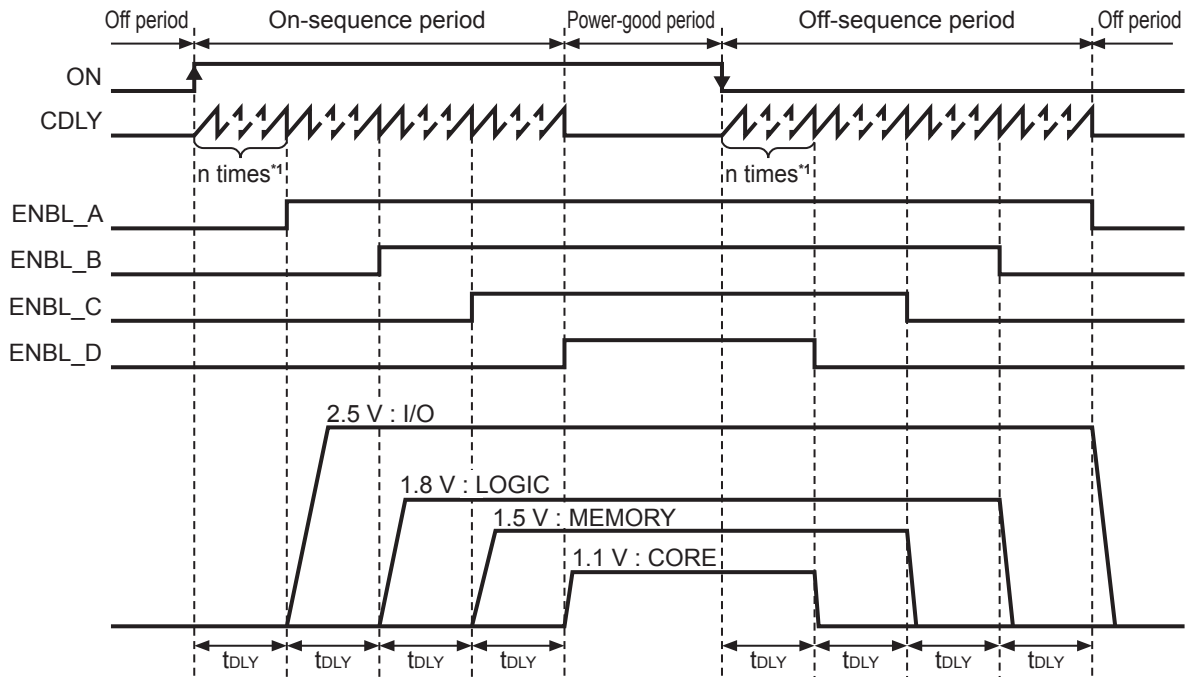 Off period On-sequence period Power-good period Off-sequence period Off period
ON
CDLY
n times*1 n times*1
ENBL_A
ENBL_B
ENBL_C
ENBL_D
2.5 V : I/O
1.8 V : LOGIC
1.5 V : MEMORY
1.1 V : CORE
tDLY tDLY tDLY tDLY tDLY tDLY tDLY tDLY